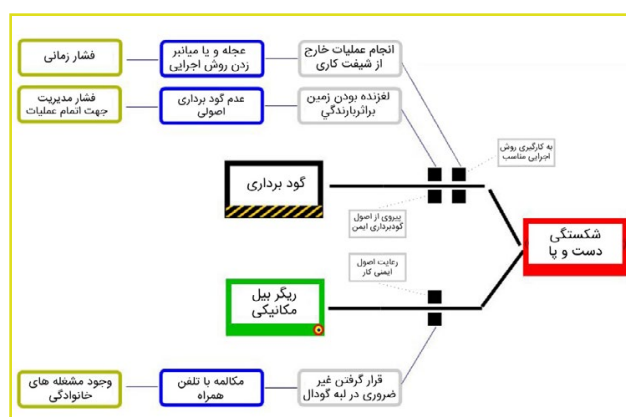 فشار زمانی
عجله و یا میانبر
زدن روش اجرایی
انجام عملیات خارج
از شیفت کاری
فشار مدیریت
جهت اتمام عملیات
عدم گود برداری
اصولی
لغزنده بودن زمین
براثربارندگي
به کارگیری روش
اجرایی مناسب
گود برداری
پیروی از اصول
کودبرداری ایمن
شکستگی
دست و پا
رعایت اصول
ایمنی کار
ریگر بیل
مکانیکی
وجود مشغله های
خانوادگی
مکالمه با تلفن
همراه
قرار گرفتن غیر
ضروری در لبه گودال